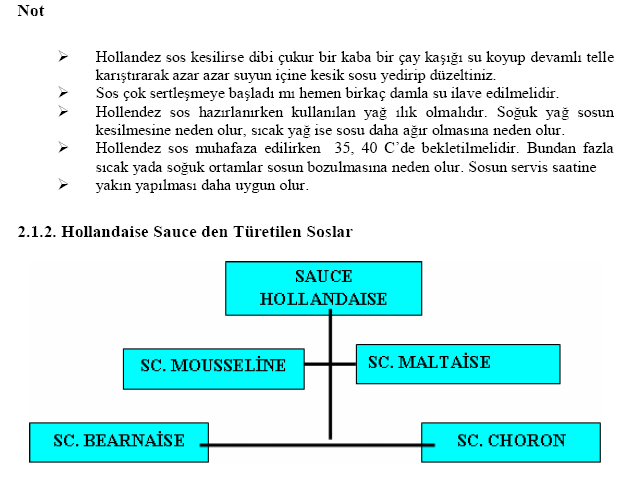 Not
➢ Hollandez sos kesilirse dibi çukur bir kaba bir çay kaşığı su koyup devamlı telle
karıştırarak azar azar suyun içine kesik sosu yedirip düzeltiniz.
➢ Sos çok sertleşmeye başladı mı hemen birkaç damla su ilave edilmelidir.
➢ Hollendez sos hazırlanırken kullanılan yağ ılık olmalıdır. Soğuk yağ sosun
kesilmesine neden olur, sıcak yağ ise sosu daha ağır olmasına neden olur.
➢ Hollendez sos muhafaza edilirken 35, 40 C`de bekletilmelidir. Bundan fazla
sıcak yada soğuk ortamlar sosun bozulmasına neden olur. Sosun servis saatine
➢ yakın yapılması daha uygun olur.
2.1.2. Hollandaise Sauce den Türetilen Soslar
SAUCE
HOLLANDAISE
SC. MOUSSELİNE
SC. MALTAİSE
SC. BEARNAİSE
SC. CHORON